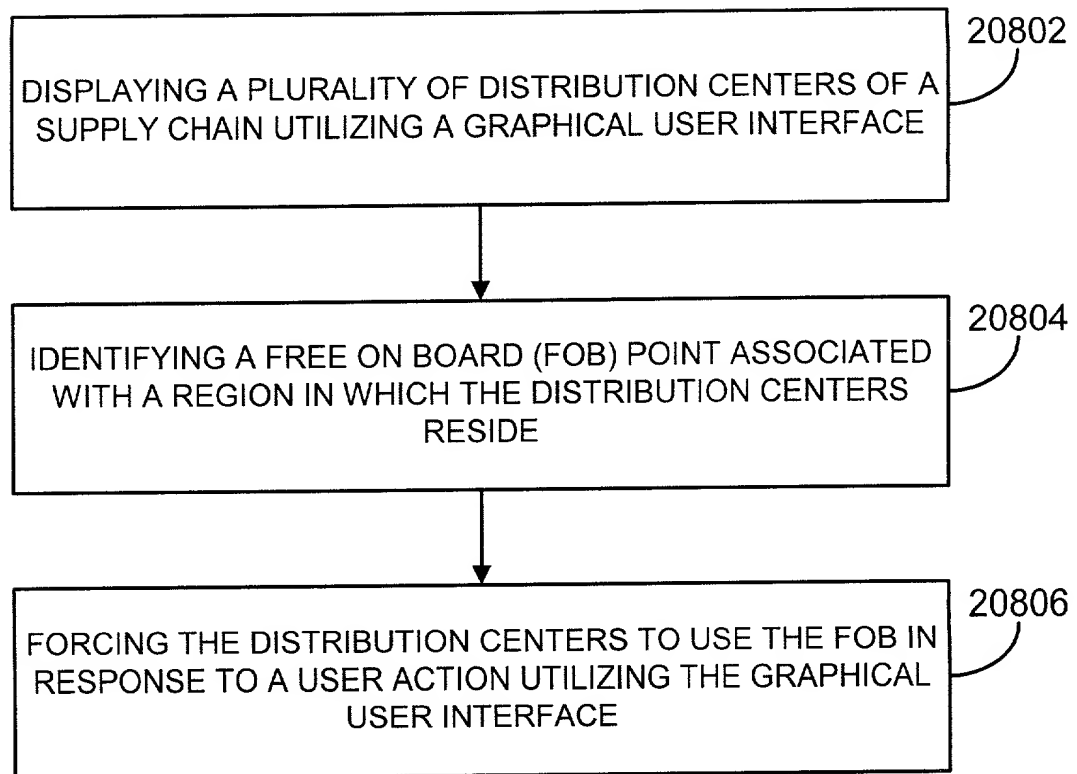 20802
DISPLAYING A PLURALITY OF DISTRIBUTION CENTERS OF A
SUPPLY CHAIN UTILIZING A GRAPHICAL USER INTERFACE
20804
IDENTIFYING A FREE ON BOARD (FOB) POINT ASSOCIATED
WITH A REGION IN WHICH THE DISTRIBUTION CENTERS
RESIDE
20806
FORCING THE DISTRIBUTION CENTERS TO USE THE FOB IN
RESPONSE TO A USER ACTION UTILIZING THE GRAPHICAL
USER INTERFACE